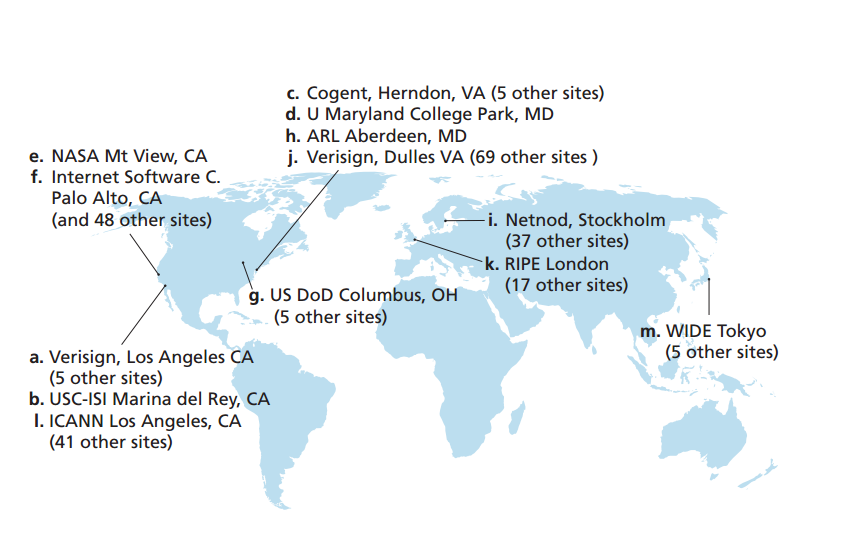 c. Cogent, Herndon, VA (5 other sites)
d. U Maryland College Park, MD
h. ARL Aberdeen, MD
j. Verisign, Dulles VA (69 other sites )
e. NASA Mt View, CA
f. Internet Software C.
Palo Alto, CA
(and 48 other sites)
i. Netnod, Stockholm
(37 other sites)
k. RIPE London
(17 other sites)
g. US DoD Columbus, OH
(5 other sites)
m. WIDE Tokyo
(5 other sites)
a. Verisign, Los Angeles CA
(5 other sites)
b. USC-ISI Marina del Rey, CA
l. ICANN Los Angeles, CA
(41 other sites)